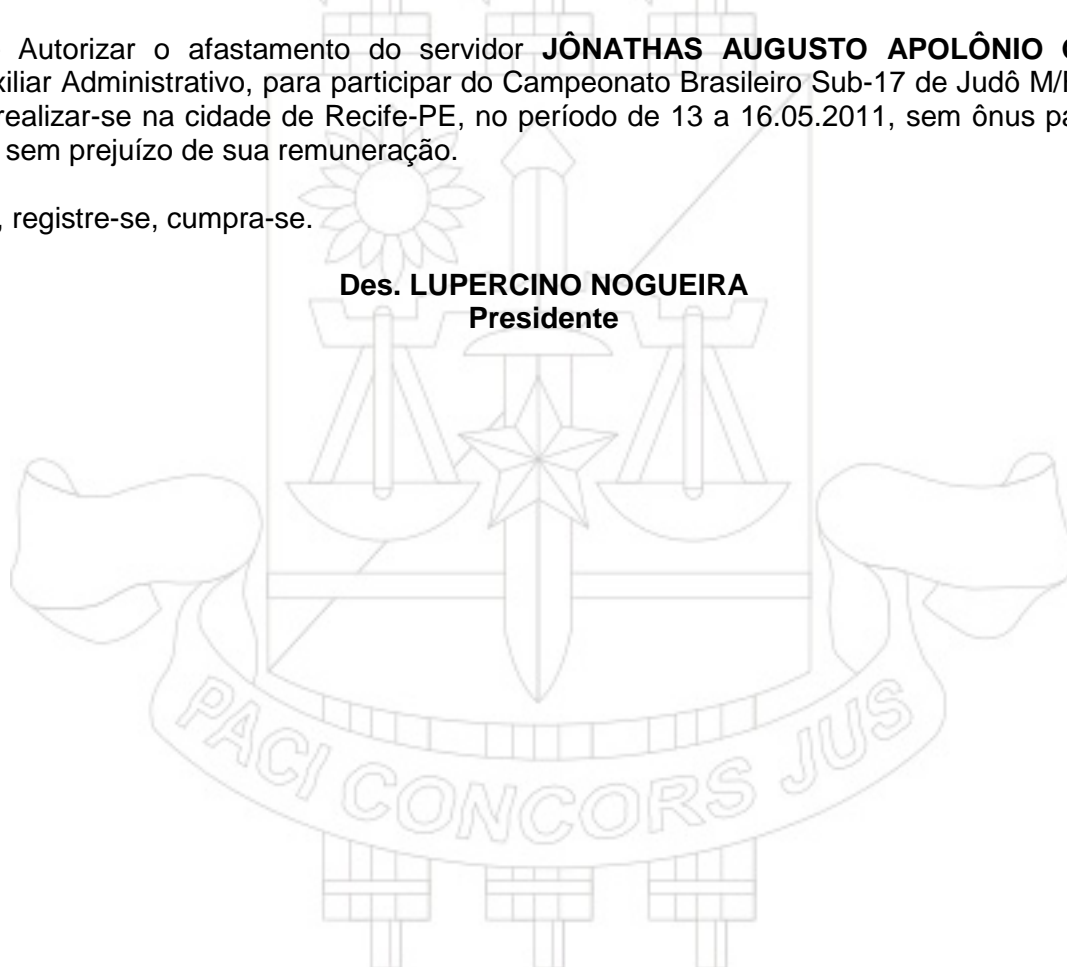 Autorizar o afastamento do servidor JÔNATHAS AUGUSTO APOLÔNIO
xiliar Administrativo, para participar do Campeonato Brasileiro Sub-17 de Judô M/
realizar-se na cidade de Recife-PE, no período de 13 a 16.05.2011, sem ônus pa
sem prejuízo de sua remuneração.
, registre-se, cumpra-se.
Des. LUPERCINO NOGUEIRA
Presidente
PACI CONCORS JUS